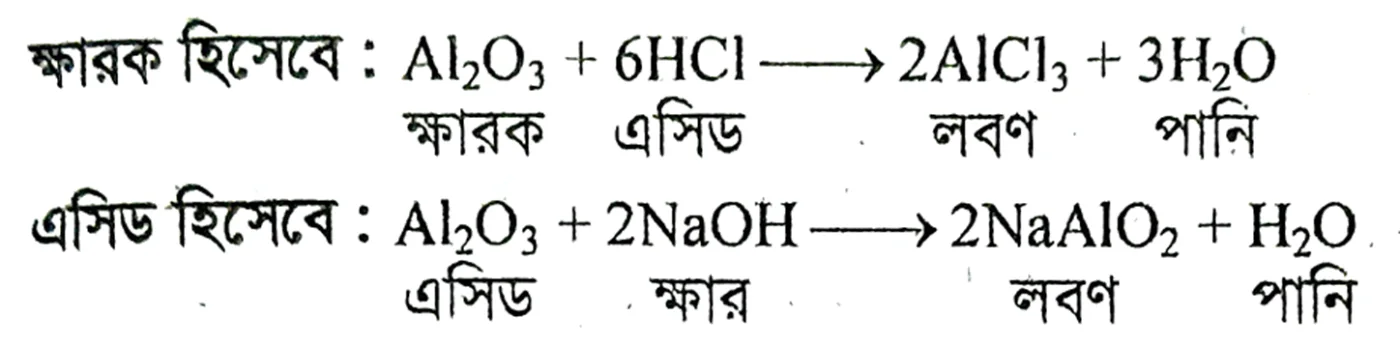 ক্ষারক হিসেবে : Al₂O₃ + 6HCl ⟶ 2AlCl₃ + 3H₂O
ক্ষারক এসিড লবণ পানি
এসিড হিসেবে : Al₂O₃ + 2NaOH ⟶ 2NaAlO₂ + H₂O
এসিড ক্ষার লবণ পানি